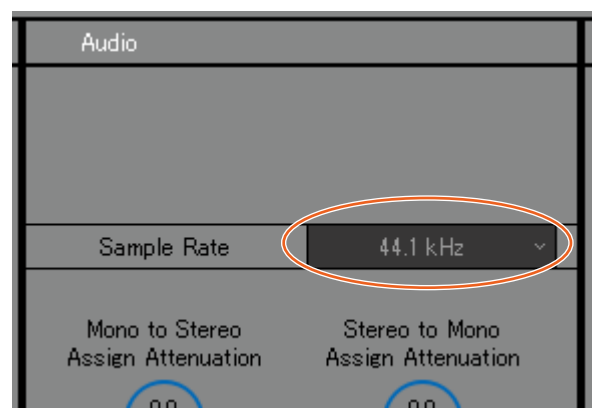 Audio
Sample Rate
44.1 kHz
Mono to Stereo
Assign Attenuation
Stereo to Mono
Assign Attenuation